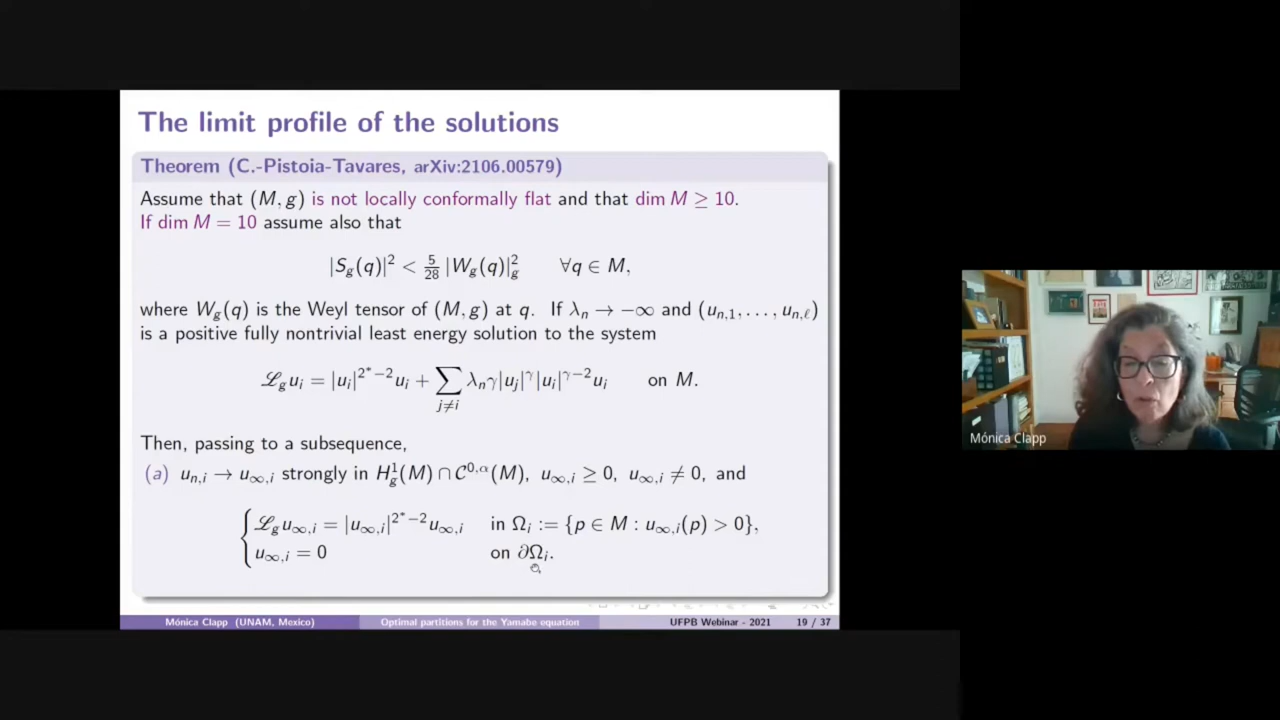 The limit profile of the solutions
Theorem (C.-Pistoia-Tavares, arXiv:2106.00579)
Assume that (M, g) is not locally conformally flat and that dim M ≥ 10.
If dim M = 10 assume also that
|S_g(q)|² < 5/28 |W_g(q)|²_g ∀q ∈ M,
where W_g(q) is the Weyl tensor of (M, g) at q. If λ_n → −∞ and (u_{n,1}, . . . , u_{n,ℓ})
is a positive fully nontrivial least energy solution to the system
ℒ_g u_i = |u_i|^{2*−2} u_i + ∑_{j≠i} λ_n γ|u_j|^γ |u_i|^{γ−2} u_i on M.
Then, passing to a subsequence,
(a) u_{n,i} → u_{∞,i} strongly in H¹_g(M) ∩ C^{0,α}(M), u_{∞,i} ≥ 0, u_{∞,i} ≠ 0, and
ℒ_g u_{∞,i} = |u_{∞,i}|^{2*−2} u_{∞,i} in Ω_i := {p ∈ M : u_{∞,i}(p) > 0},
u_{∞,i} = 0 on ∂Ω_i.
Mónica Clapp (UNAM, Mexico) Optimal partitions for the Yamabe equation UFPB Webinar - 2021 19 / 37
Mónica Clapp